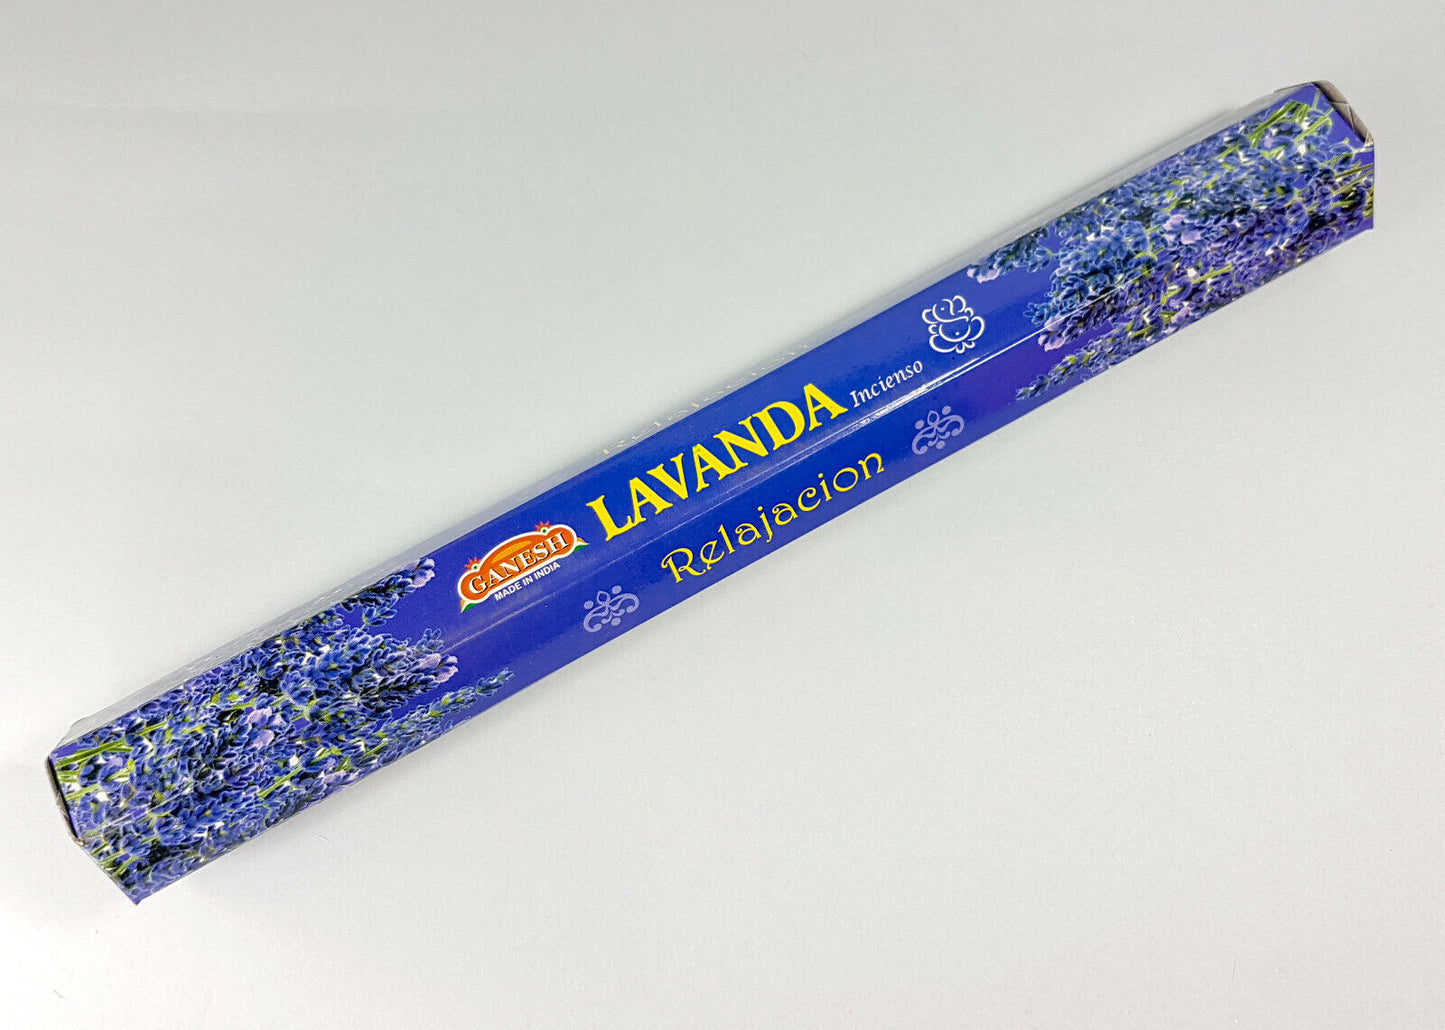 GANESH
MADE IN INDIA
LAVANDA
Incienso
Relajacion